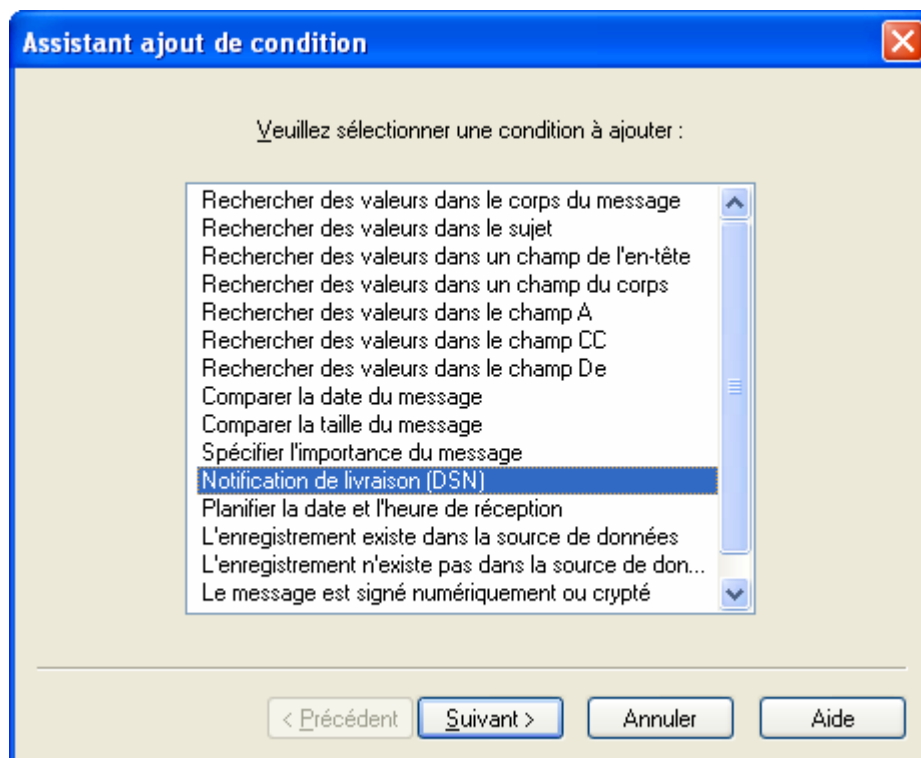 Assistant ajout de condition
Veuillez sélectionner une condition à ajouter :
Rechercher des valeurs dans le corps du message
Rechercher des valeurs dans le sujet
Rechercher des valeurs dans un champ de l'en-tête
Rechercher des valeurs dans un champ du corps
Rechercher des valeurs dans le champ A
Rechercher des valeurs dans le champ CC
Rechercher des valeurs dans le champ De
Comparer la date du message
Comparer la taille du message
Spécifier l'importance du message
Notification de livraison (DSN)
Planifier la date et l'heure de réception
L'enregistrement existe dans la source de données
L'enregistrement n'existe pas dans la source de don...
Le message est signé numériquement ou crypté
< Précédent Suivant > Annuler Aide